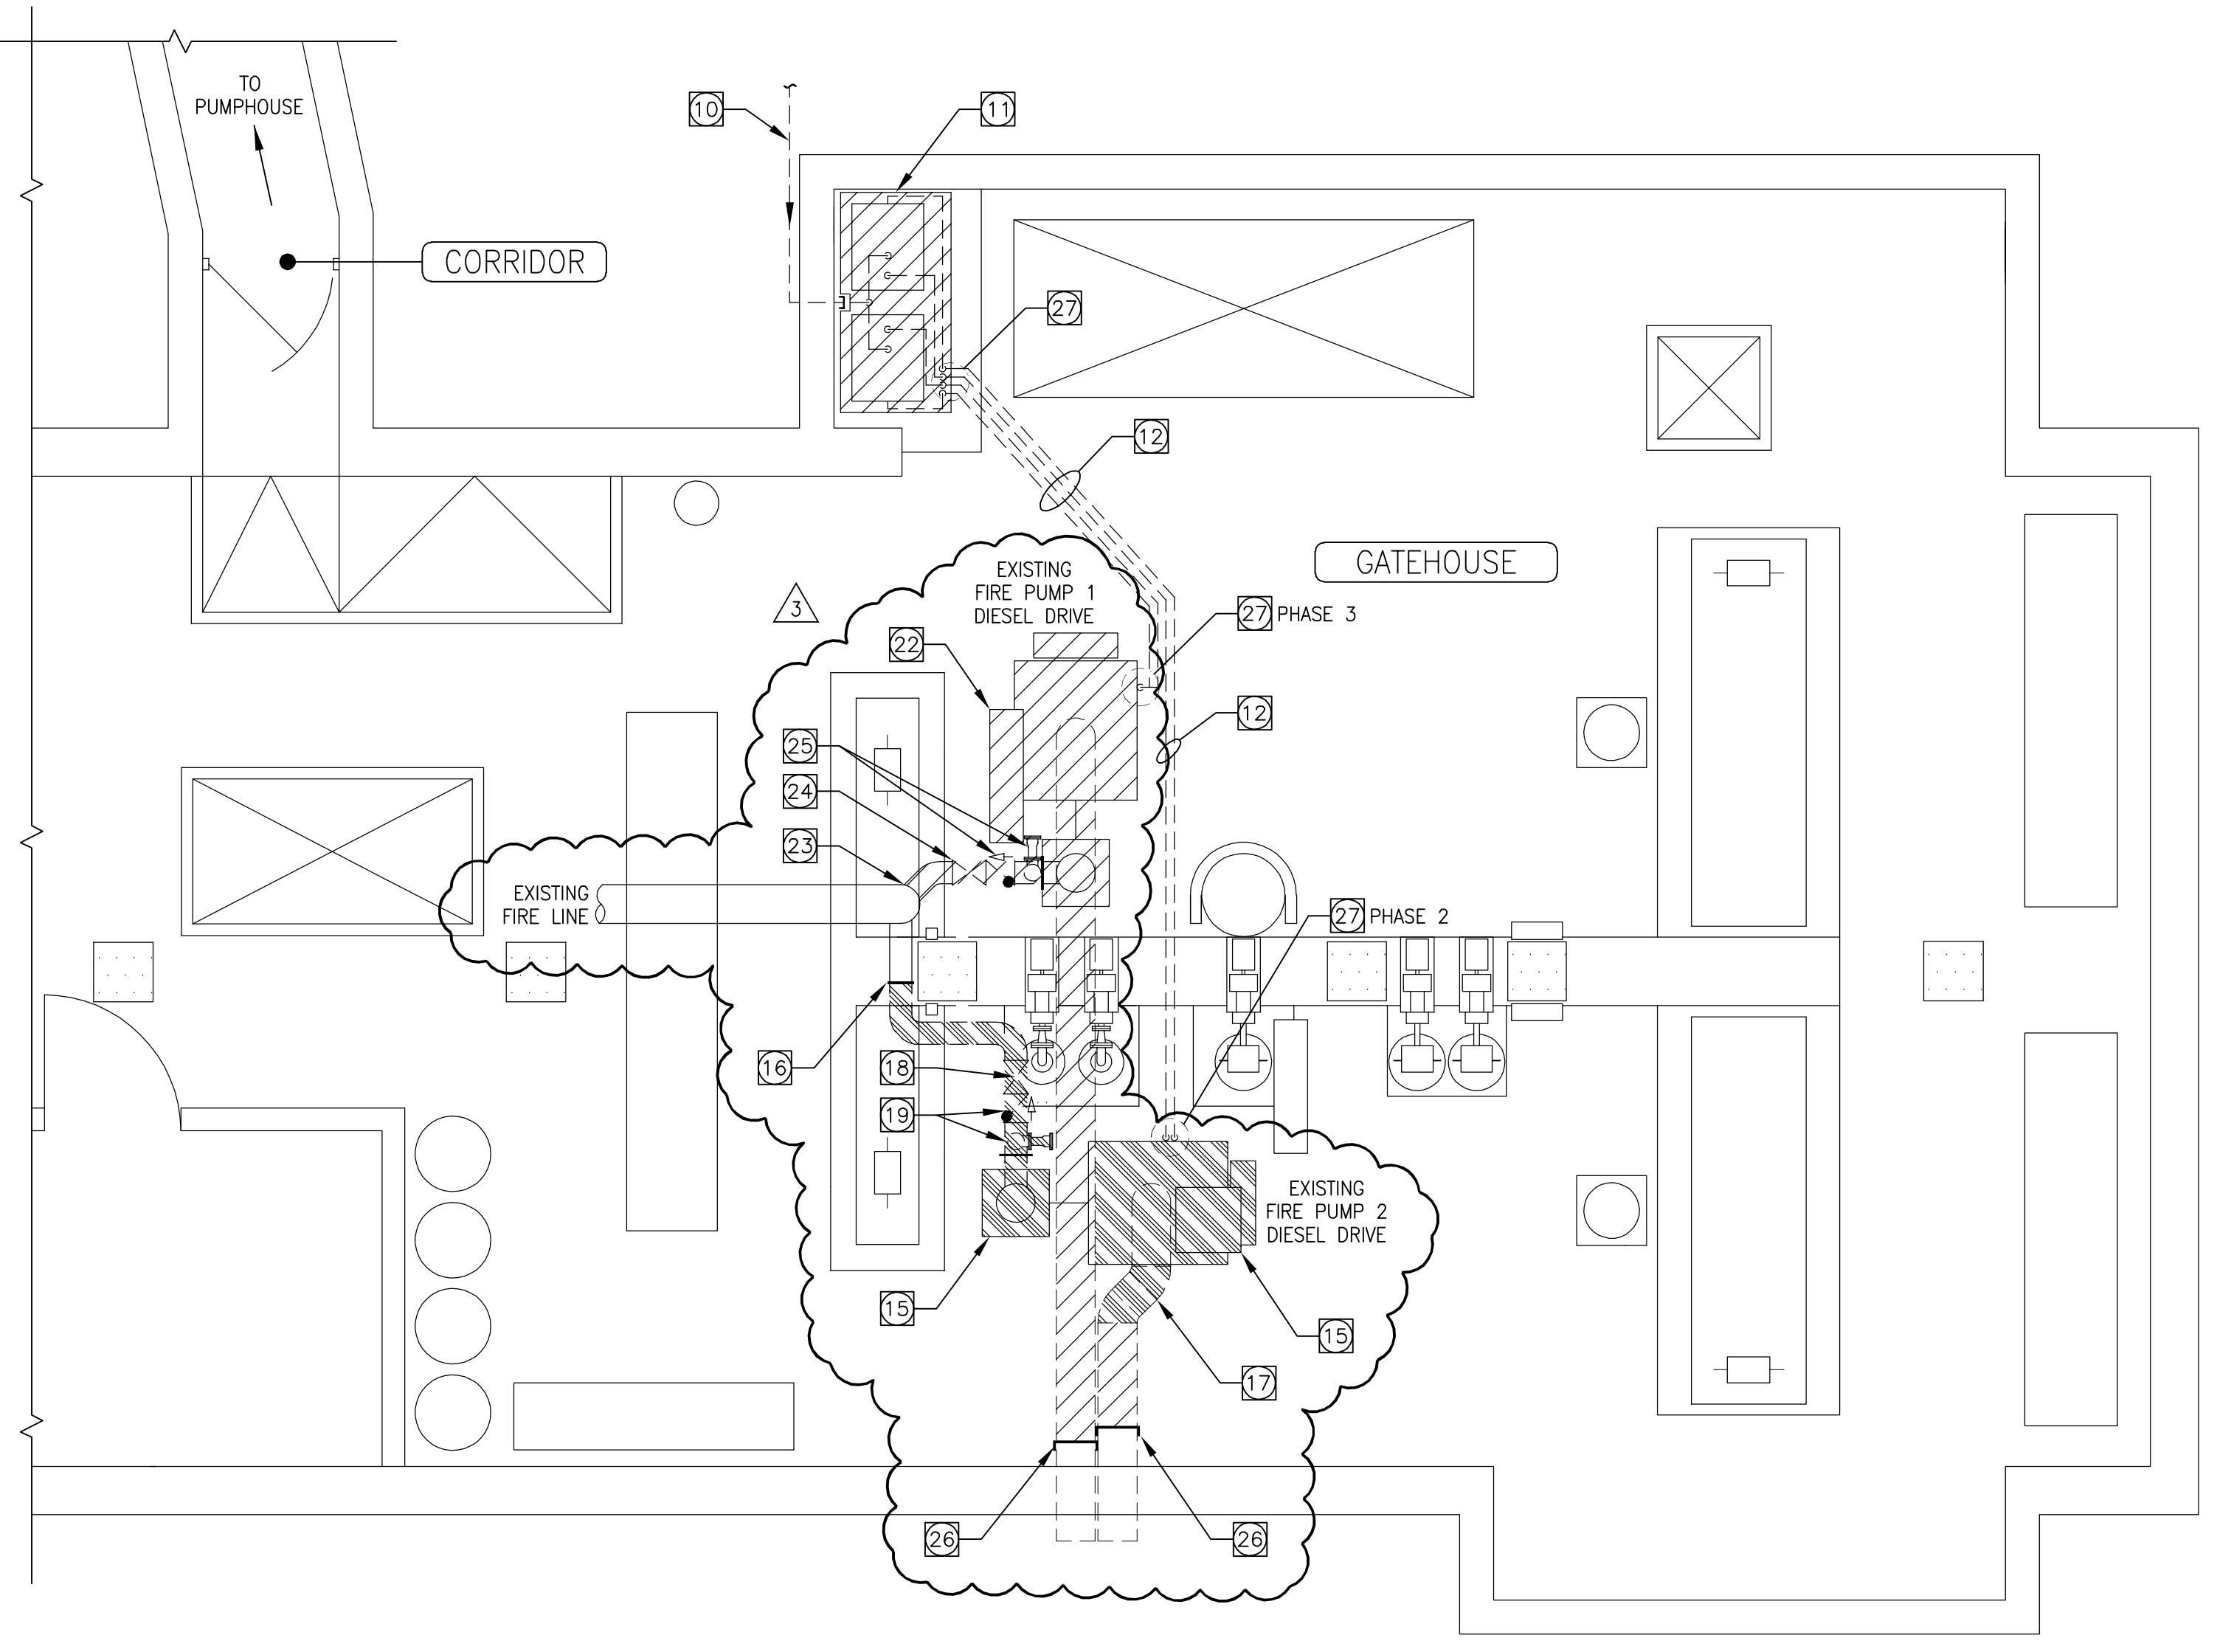 TO
PUMPHOUSE
10
11
CORRIDOR
27
12
EXISTING
FIRE PUMP 1
DIESEL DRIVE
GATEHOUSE
3
27 PHASE 3
22
12
25
24
23
EXISTING
FIRE LINE
27 PHASE 2
16
18
19
EXISTING
FIRE PUMP 2
DIESEL DRIVE
15
15
17
26
26